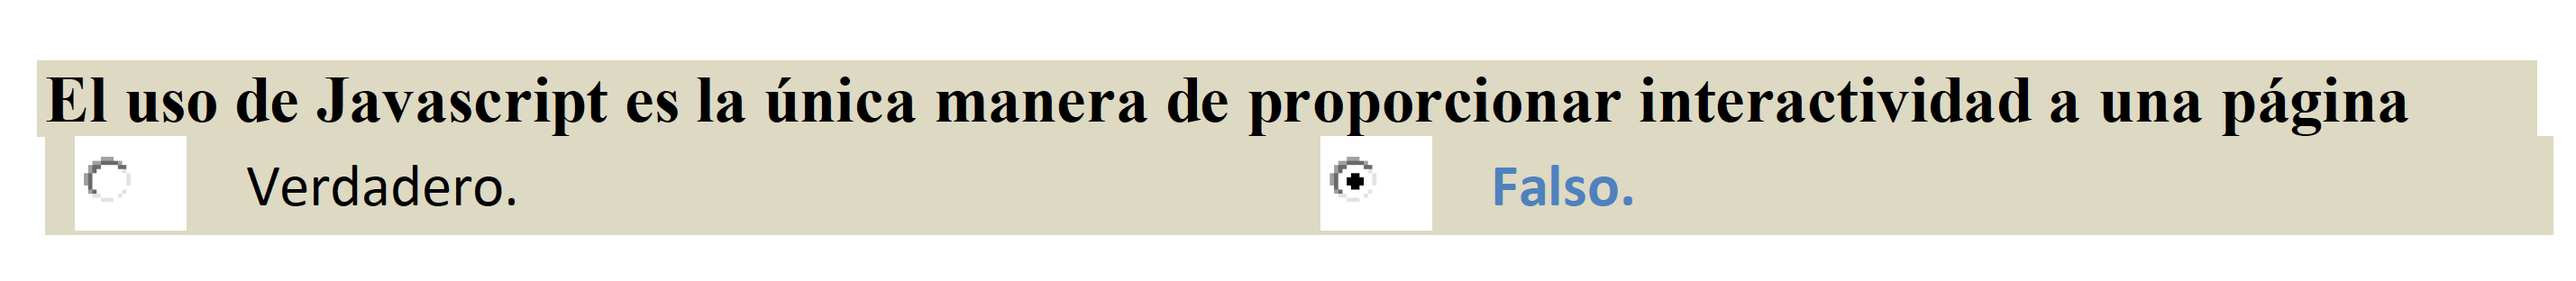 El uso de Javascript es la única manera de proporcionar interactividad a una página
Verdadero. Falso.